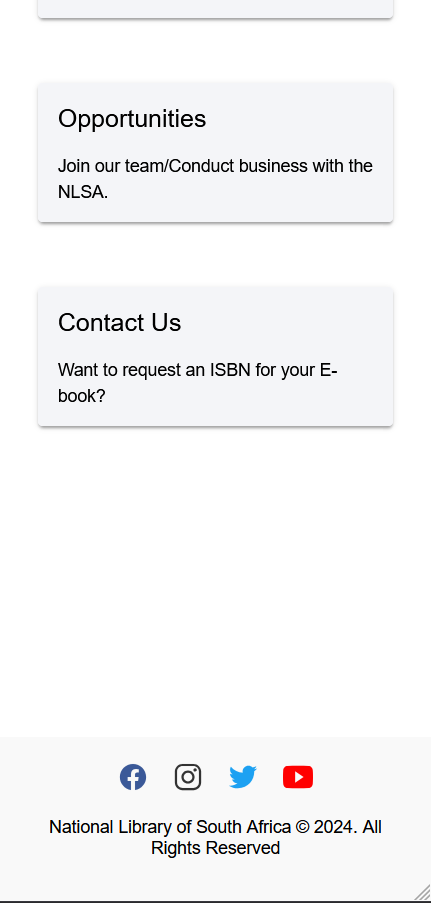 Opportunities
Join our team/Conduct business with the
NLSA.
Contact Us
Want to request an ISBN for your E-
book?
National Library of South Africa © 2024. All
Rights Reserved